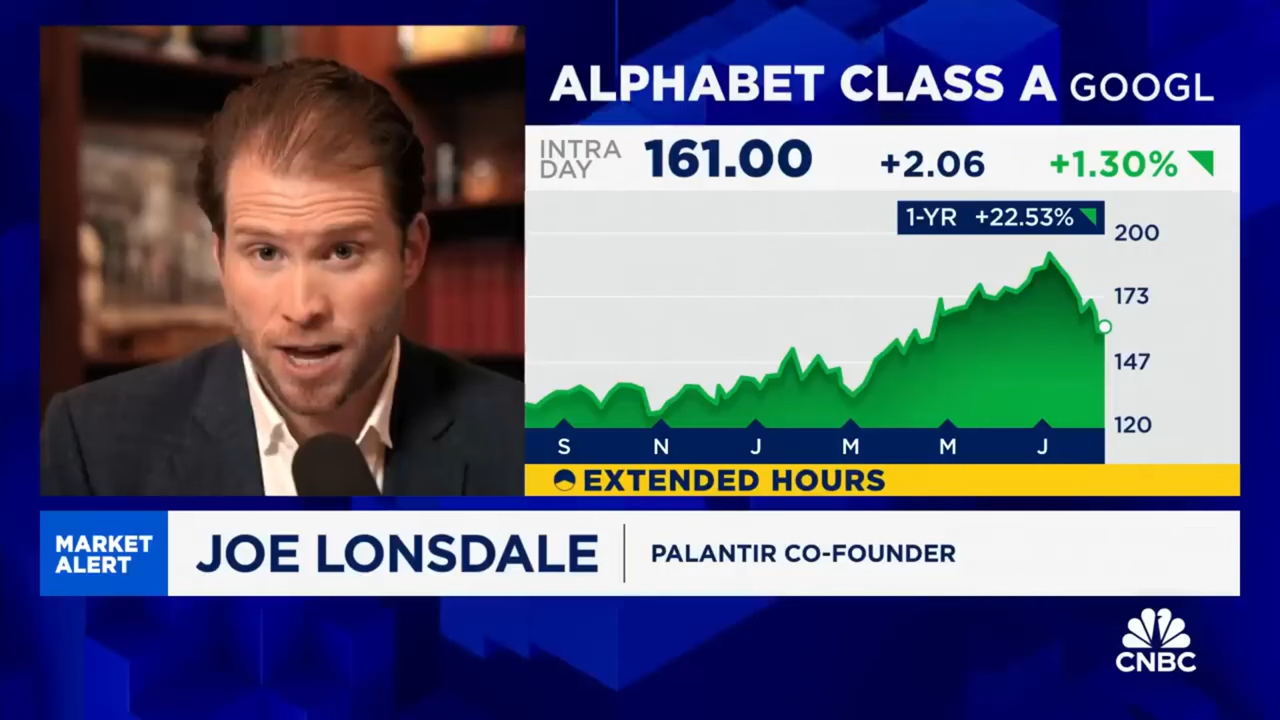 ALPHABET CLASS A GOOGL
INTRA
DAY
161.00 +2.06 +1.30%
1-YR +22.53%
200
173
147
120
S N J M M J
EXTENDED HOURS
MARKET
ALERT
JOE LONSDALE PALANTIR CO-FOUNDER
CNBC